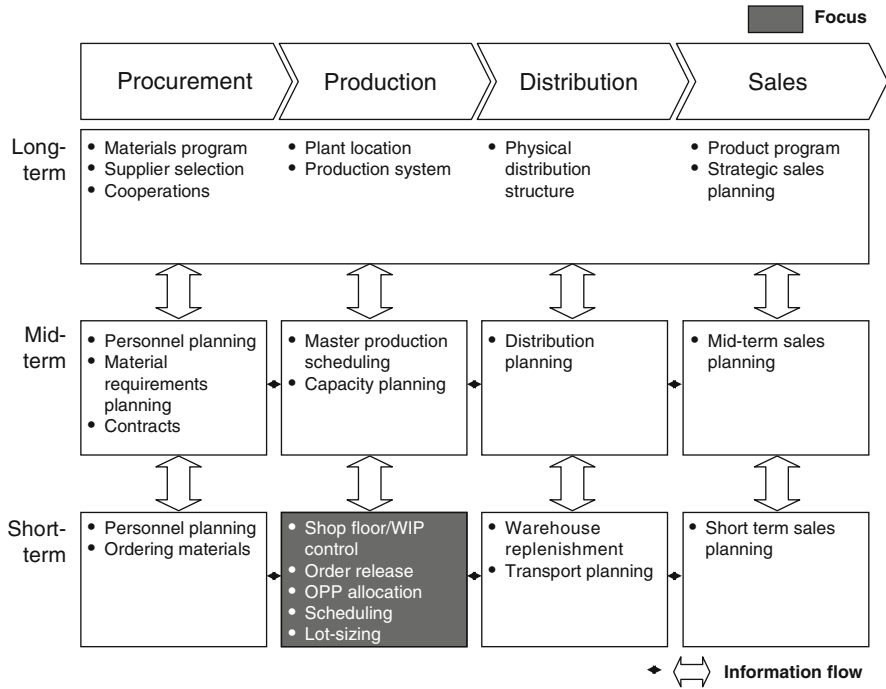 Focus
Procurement
Production
Distribution
Sales
Long-
term
• Materials program
• Supplier selection
• Cooperations
• Plant location
• Production system
• Physical
distribution
structure
• Product program
• Strategic sales
planning
Mid-
term
• Personnel planning
• Material
requirements
planning
• Contracts
• Master production
scheduling
• Capacity planning
• Distribution
planning
• Mid-term sales
planning
Short-
term
• Personnel planning
• Ordering materials
• Shop floor/WIP
control
• Order release
• OPP allocation
• Scheduling
• Lot-sizing
• Warehouse
replenishment
• Transport planning
• Short term sales
planning
Information flow